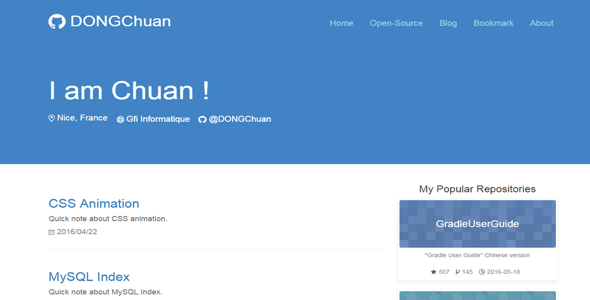 DONGChuan
Home Open-Source Blog Bookmark About
I am Chuan !
Nice, France Gfi Informatique @DONGChuan
CSS Animation
Quick note about CSS animation.
2016/04/22
MySQL Index
Quick note about MySQL Index.
My Popular Repositories
GradleUserGuide
"Gradle User Guide" Chinese version
507 145 2016-05-18